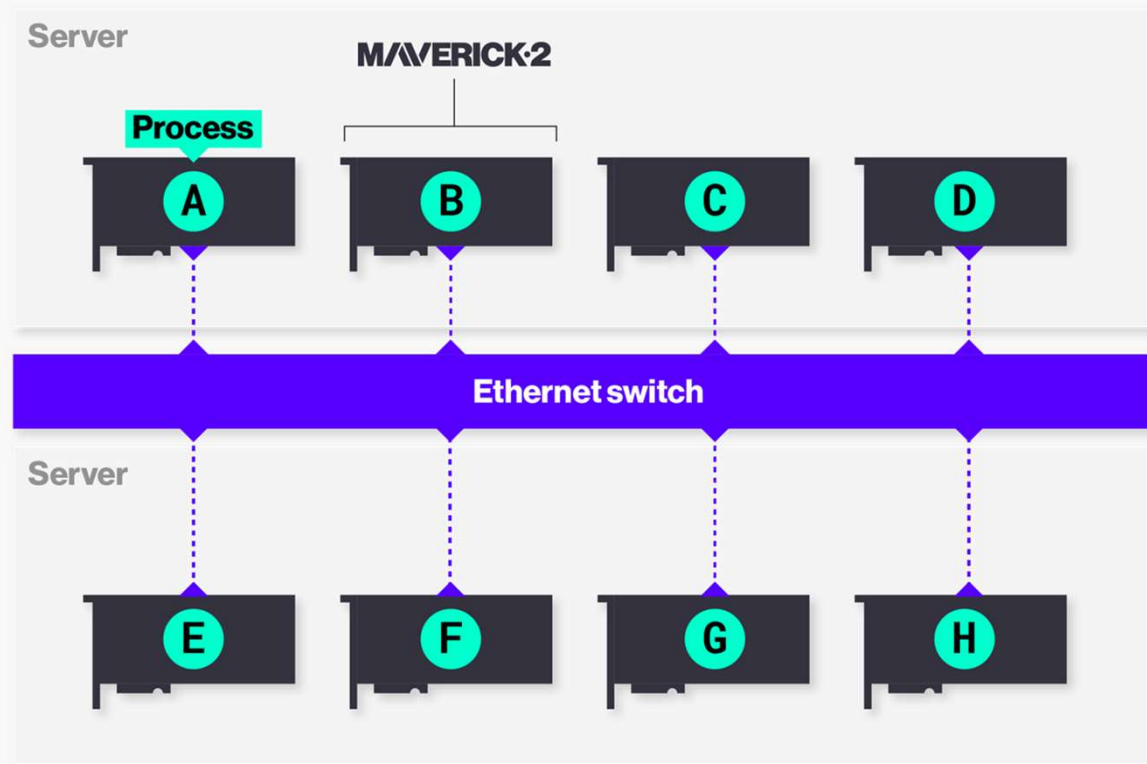 Server
MAVERICK·2
Process
A
B
C
D
Ethernet switch
Server
E
F
G
H